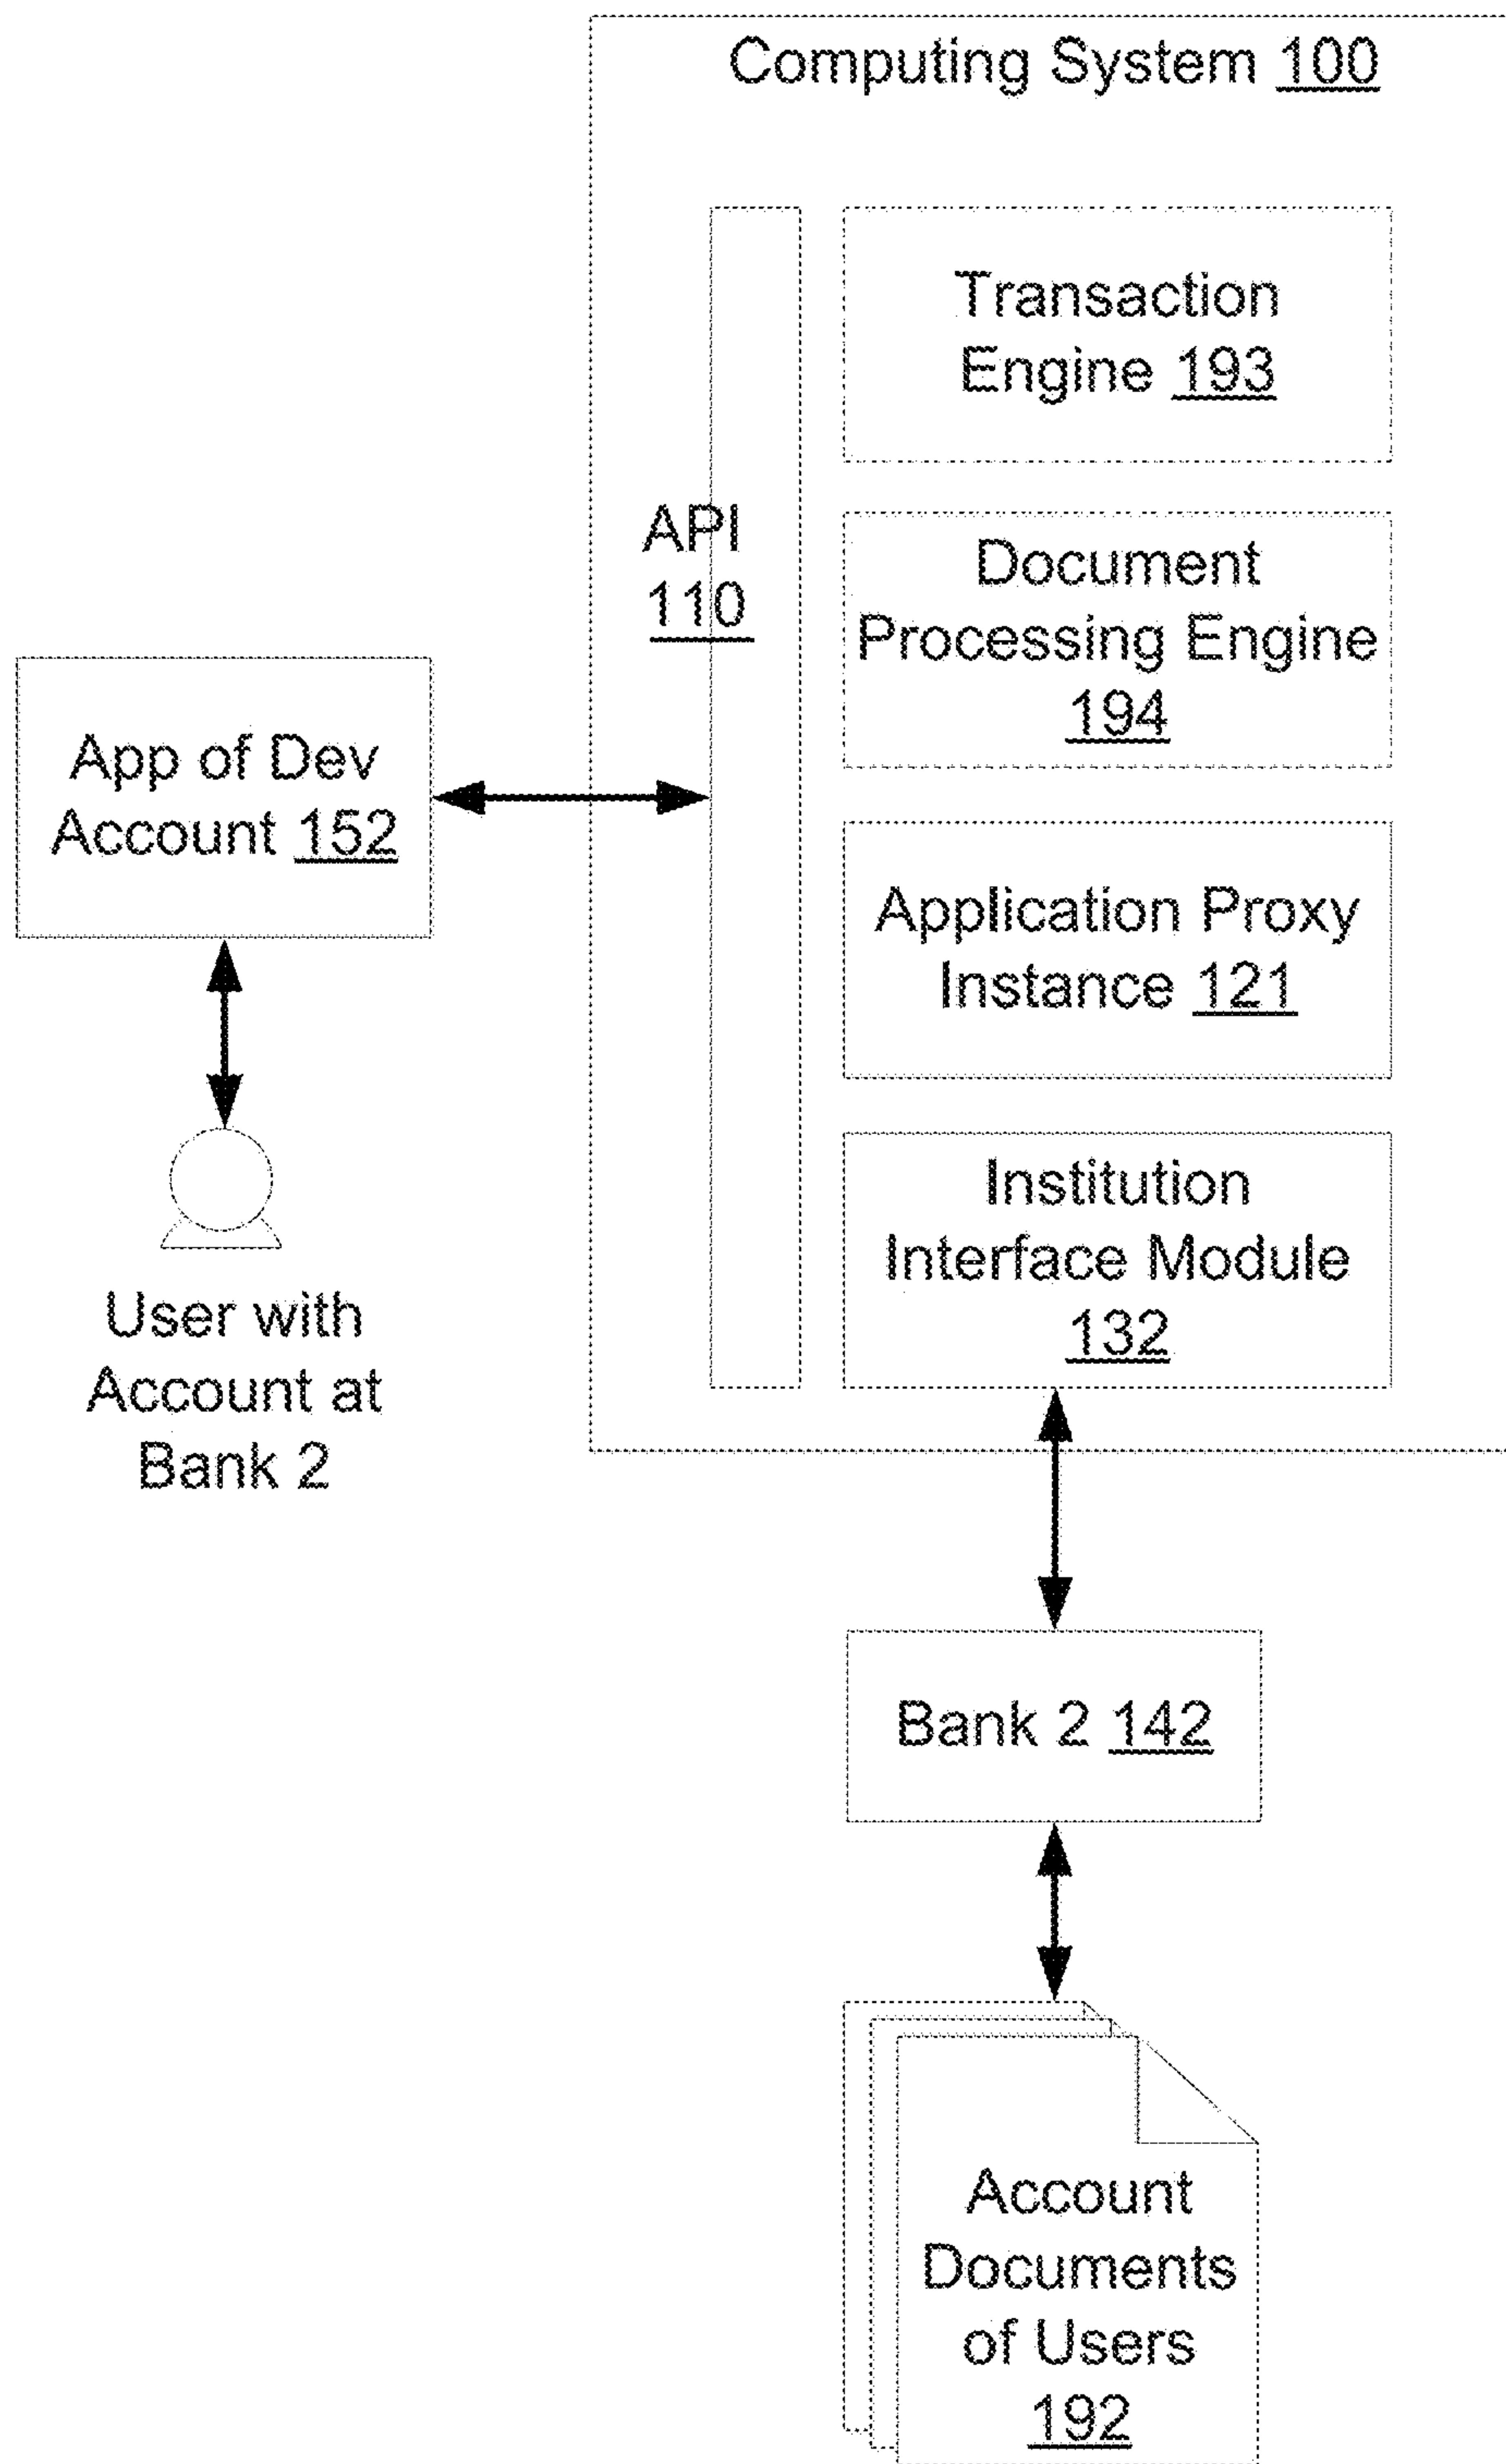 Computing System 100
Transaction
Engine 193
API
110
Document
Processing Engine
194
App of Dev
Account 152
Application Proxy
Instance 121
Institution
Interface Module
132
User with
Account at
Bank 2
Bank 2 142
Account
Documents
of Users
192